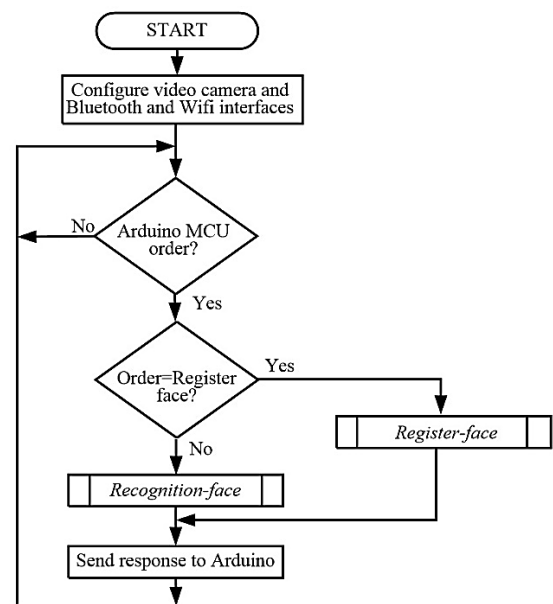 START
Configure video camera and
Bluetooth and Wifi interfaces
No
Arduino MCU
order?
Yes
Order=Register
face?
Yes
Register-face
No
Recognition-face
Send response to Arduino